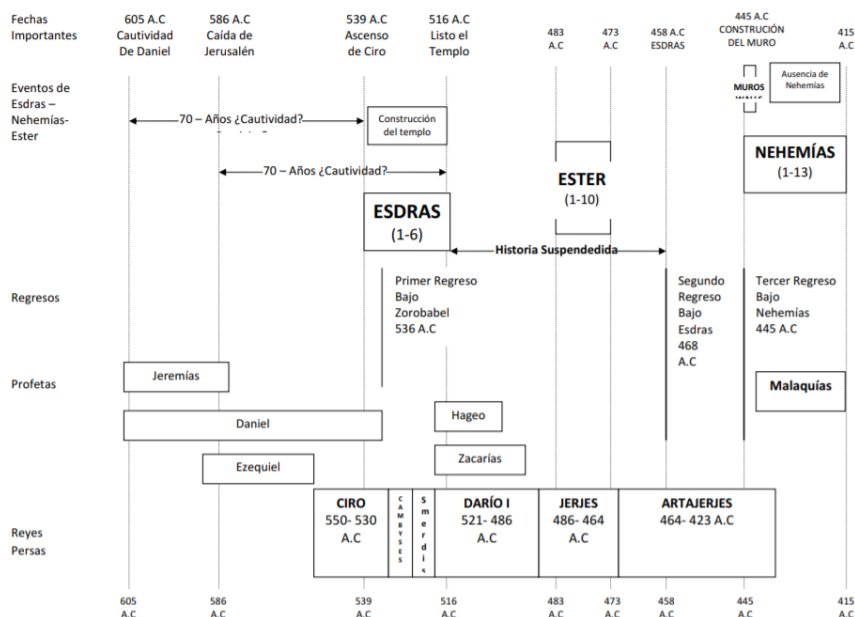 Fechas
Importantes
605 A.C
Cautividad
De Daniel
586 A.C
Caída de
Jerusalén
539 A.C
Ascenso
de Ciro
516 A.C
Listo el
Templo
483
A.C
473
A.C
458 A.C
ESDRAS
445 A.C
CONSTRUCIÓN
DEL MURO
415
A.C
Eventos de
Esdras –
Nehemías-
Ester
70 – Años ¿Cautividad?
Construcción
del templo
MUROS
Ausencia de
Nehemías
70 – Años ¿Cautividad?
ESDRAS
(1-6)
ESTER
(1-10)
NEHEMÍAS
(1-13)
Historia Suspendedida
Regresos
Primer Regreso
Bajo
Zorobabel
536 A.C
Segundo
Regreso
Bajo
Esdras
468
A.C
Tercer Regreso
Bajo
Nehemías
445 A.C
Profetas
Jeremías
Daniel
Ezequiel
Hageo
Zacarías
Malaquías
Reyes
Persas
CIRO
550- 530
A.C
CAMBYSES
Smerdis
DARÍO I
521- 486
A.C
JERJES
486- 464
A.C
ARTAJERJES
464- 423 A.C
605
A.C
586
A.C
539
A.C
516
A.C
483
A.C
473
A.C
458
A.C
445
A.C
415
A.C